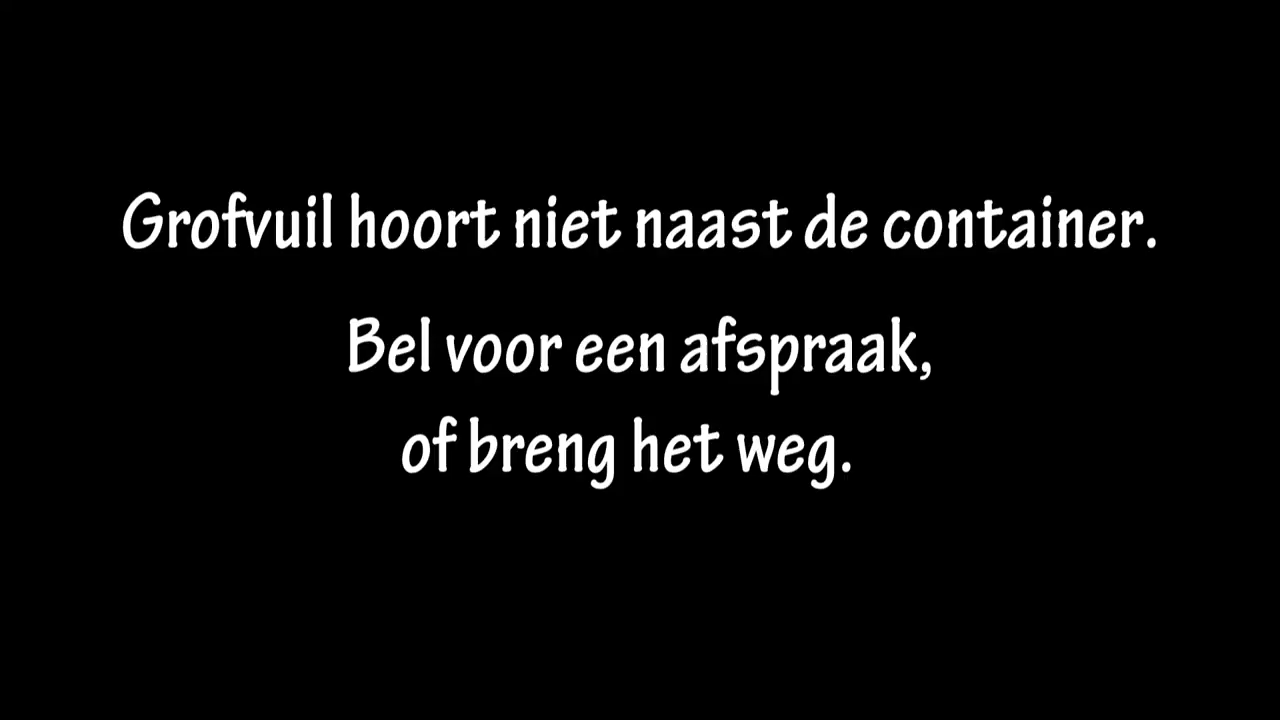 Grofvuil hoort niet naast de container.
Bel voor een afspraak,
of breng het weg.